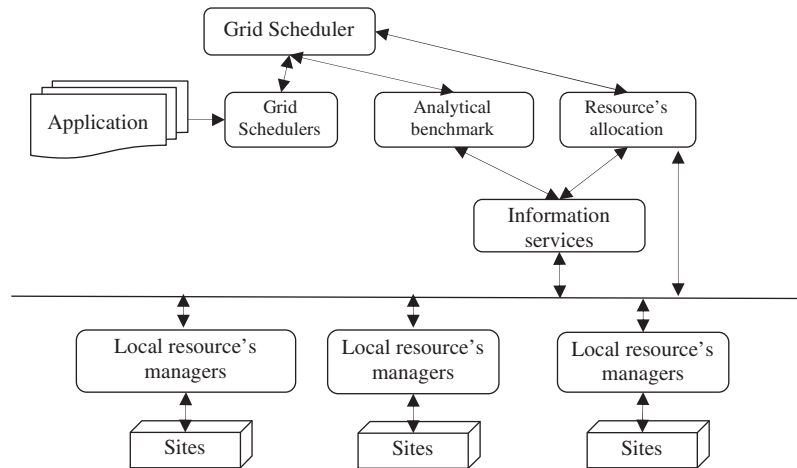 Grid Scheduler
Application
Grid
Schedulers
Analytical
benchmark
Resource's
allocation
Information
services
Local resource's
managers
Local resource's
managers
Local resource's
managers
Sites
Sites
Sites